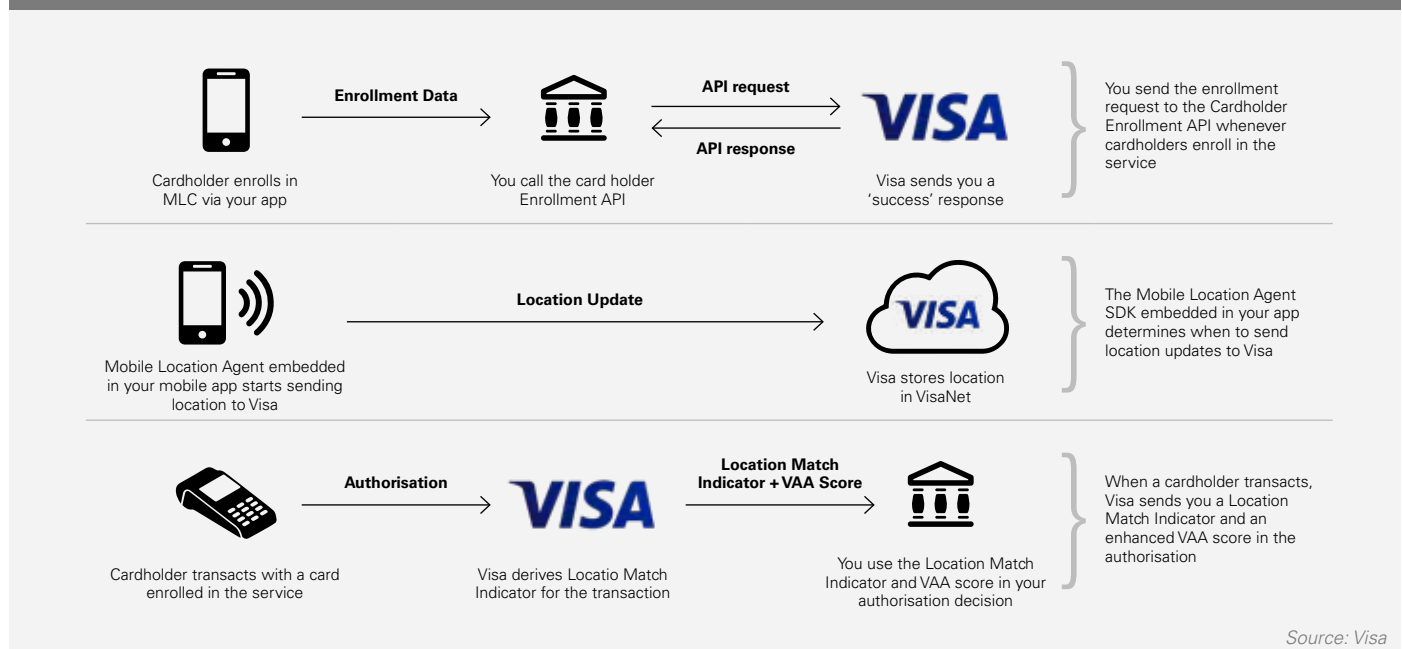 Enrollment Data
API request
API response
VISA
Cardholder enrolls in
MLC via your app
You call the card holder
Enrollment API
Visa sends you a
‘success’ response
You send the enrollment
request to the Cardholder
Enrollment API whenever
cardholders enroll in the
service
Location Update
VISA
Mobile Location Agent embedded
in your mobile app starts sending
location to Visa
Visa stores location
in VisaNet
The Mobile Location Agent
SDK embedded in your app
determines when to send
location updates to Visa
Authorisation
VISA
Location Match
Indicator + VAA Score
Cardholder transacts with a card
enrolled in the service
Visa derives Locatio Match
Indicator for the transaction
You use the Location Match
Indicator and VAA score in your
authorisation decision
When a cardholder transacts,
Visa sends you a Location
Match Indicator and an
enhanced VAA score in the
authorisation
Source: Visa